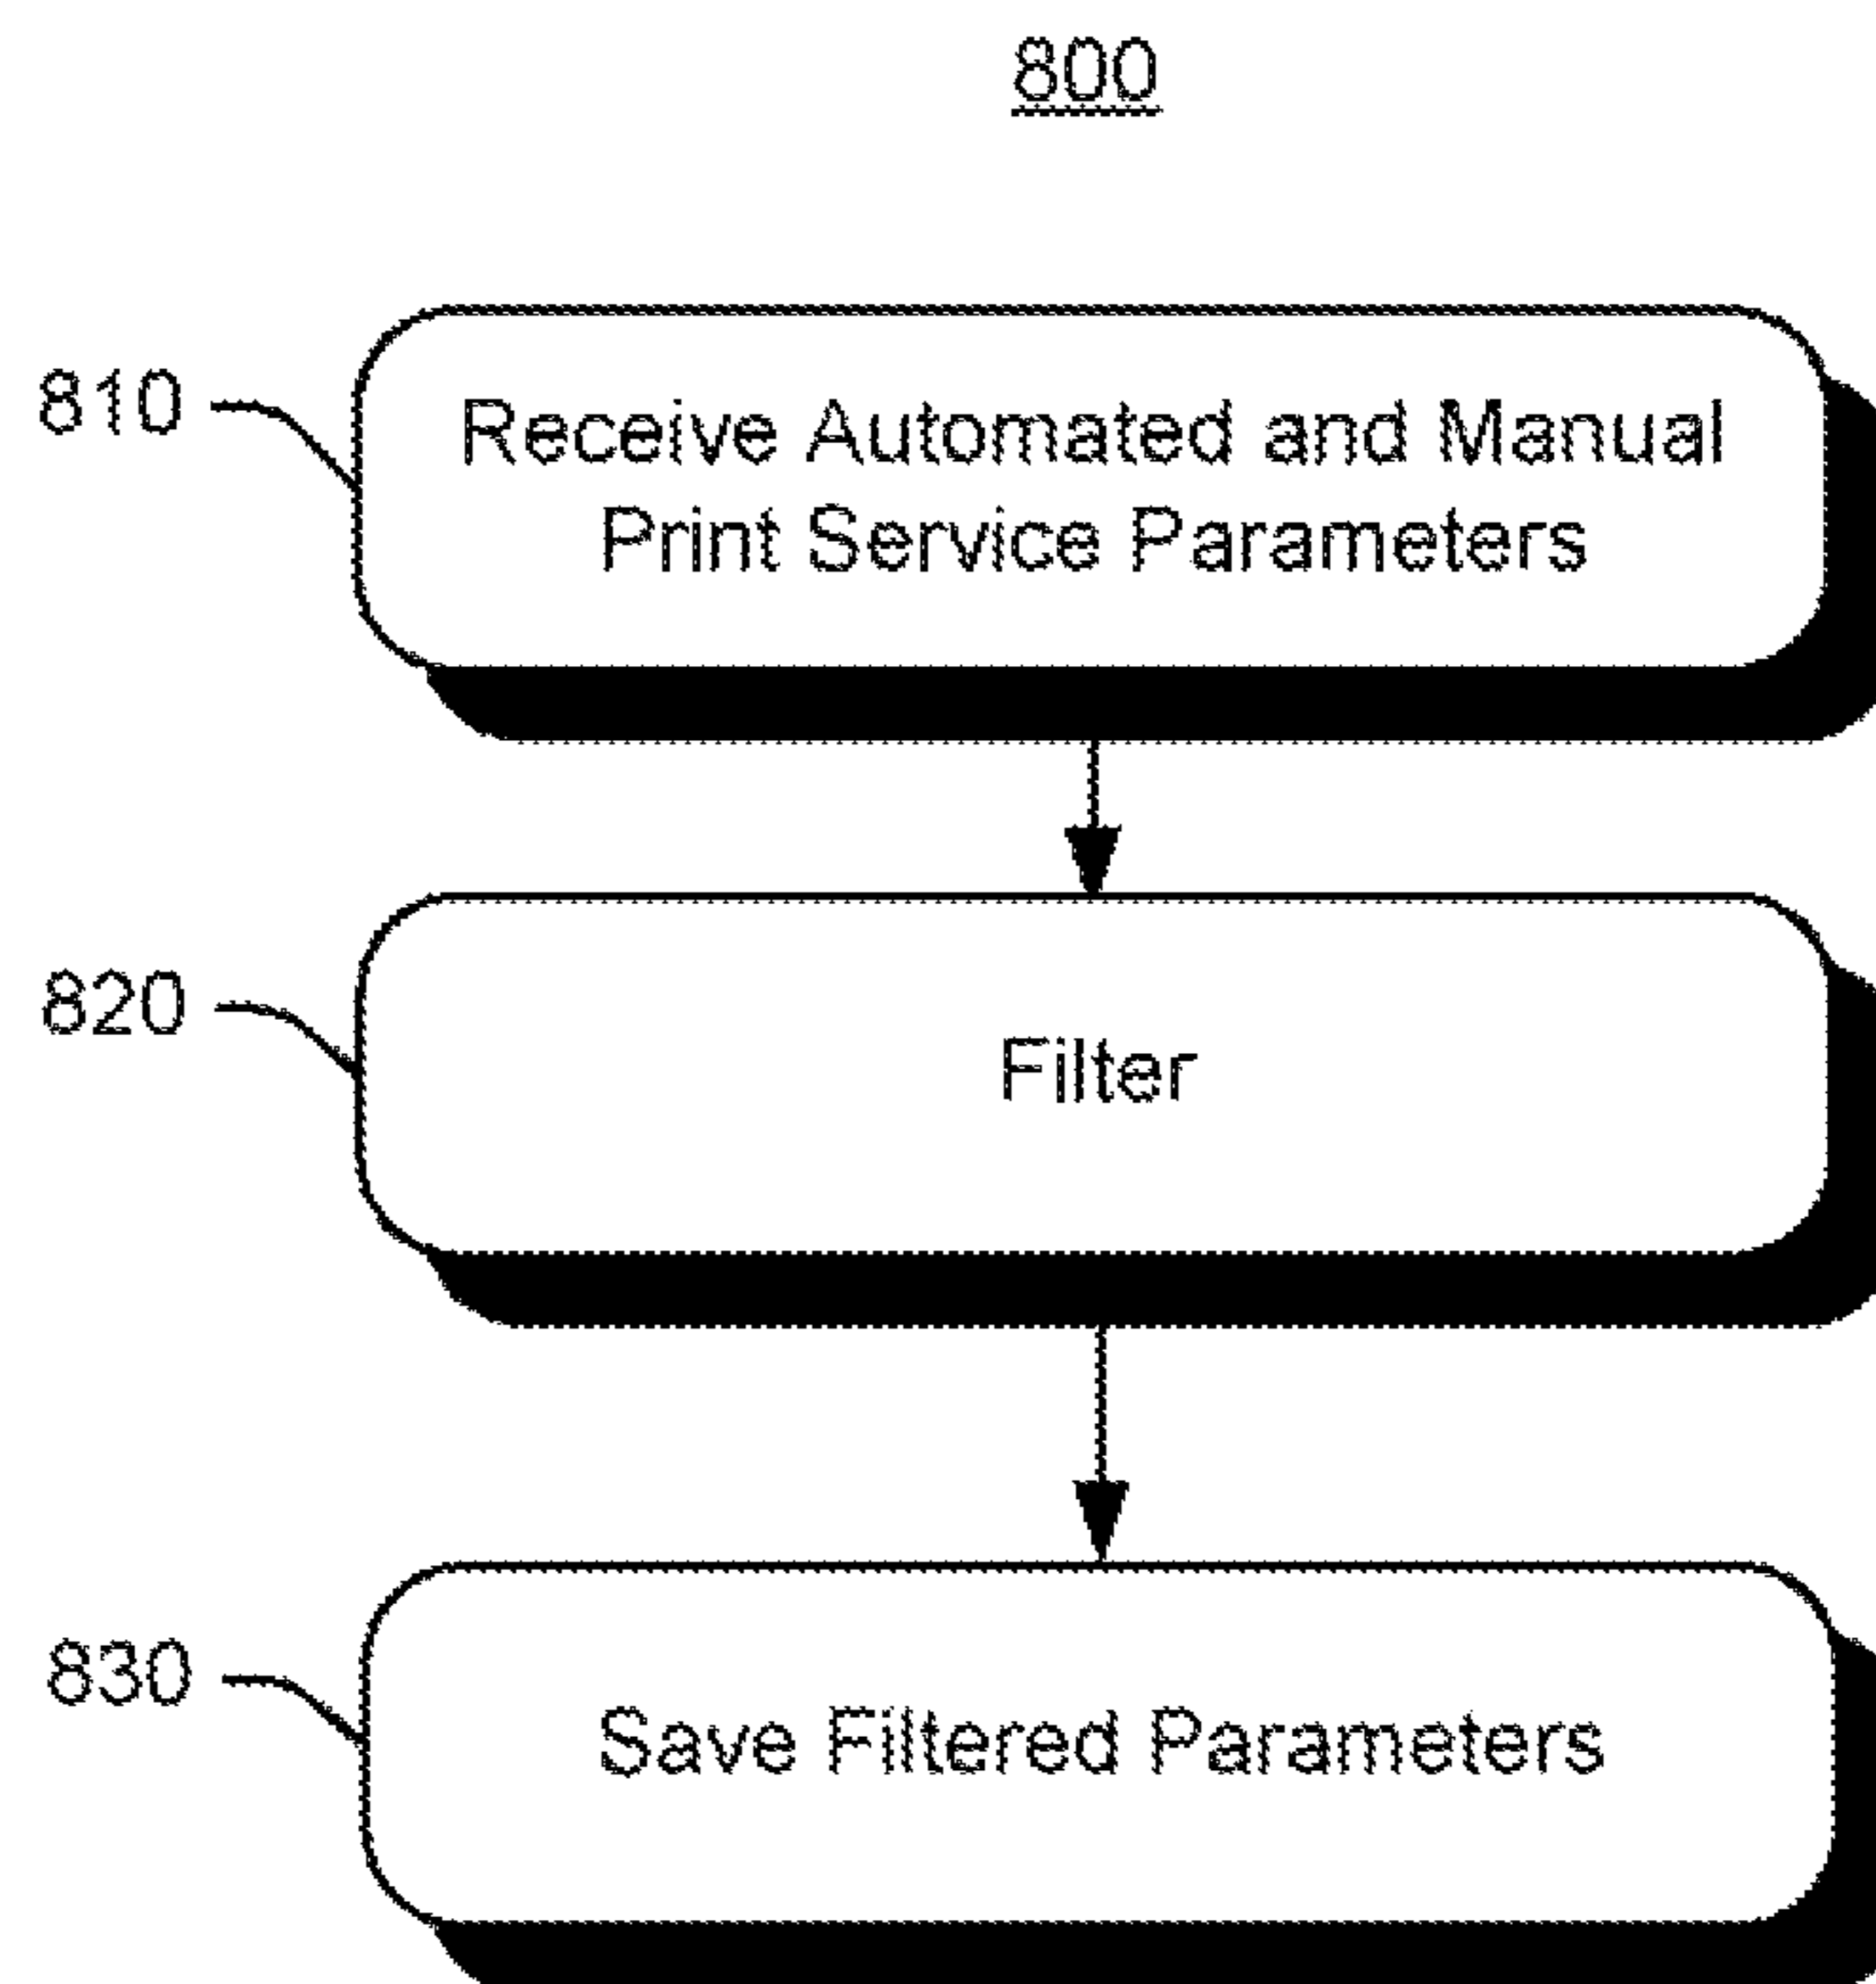 800
810
Receive Automated and Manual
Print Service Parameters
820
Filter
830
Save Filtered Parameters